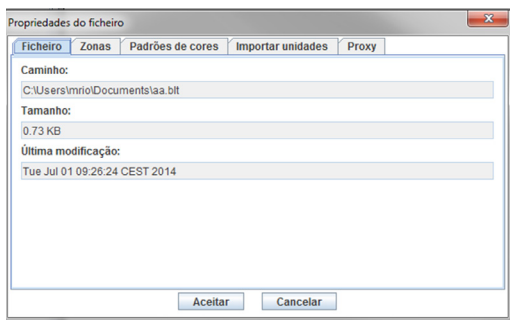 Propriedades do ficheiro
Ficheiro Zonas Padrões de cores Importar unidades Proxy
Caminho:
C:\Users\mrio\Documents\aa.blt
Tamanho:
0.73 KB
Última modificação:
Tue Jul 01 09:26:24 CEST 2014
Aceitar Cancelar